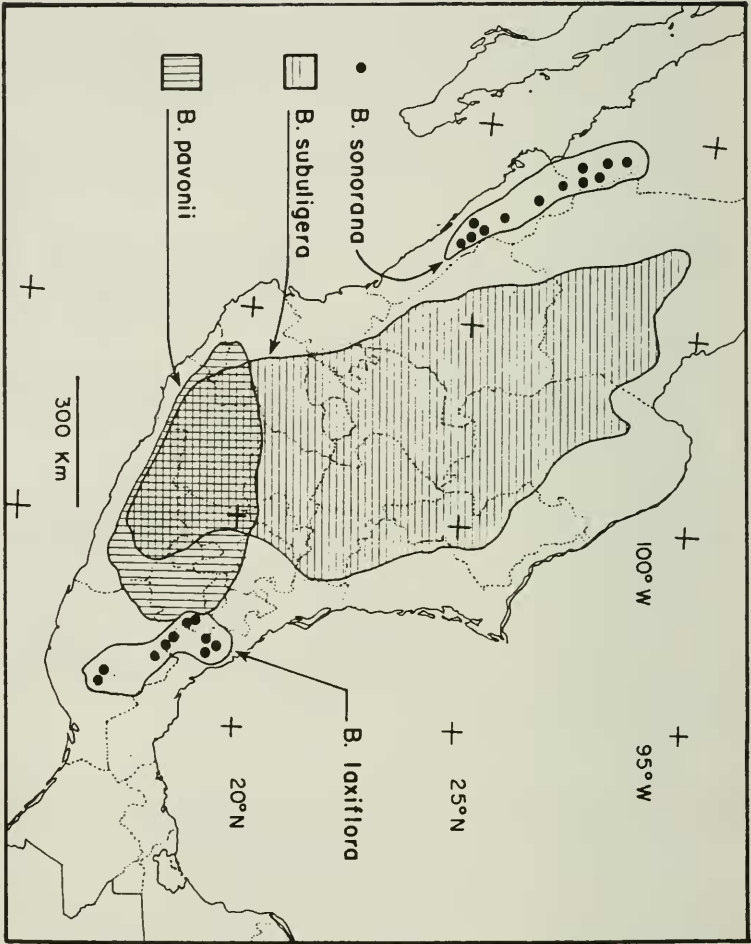 B. sonorana
B. subuligera
B. pavonii
B. laxiflora
300 Km
100°W
95°W
25°N
20°N